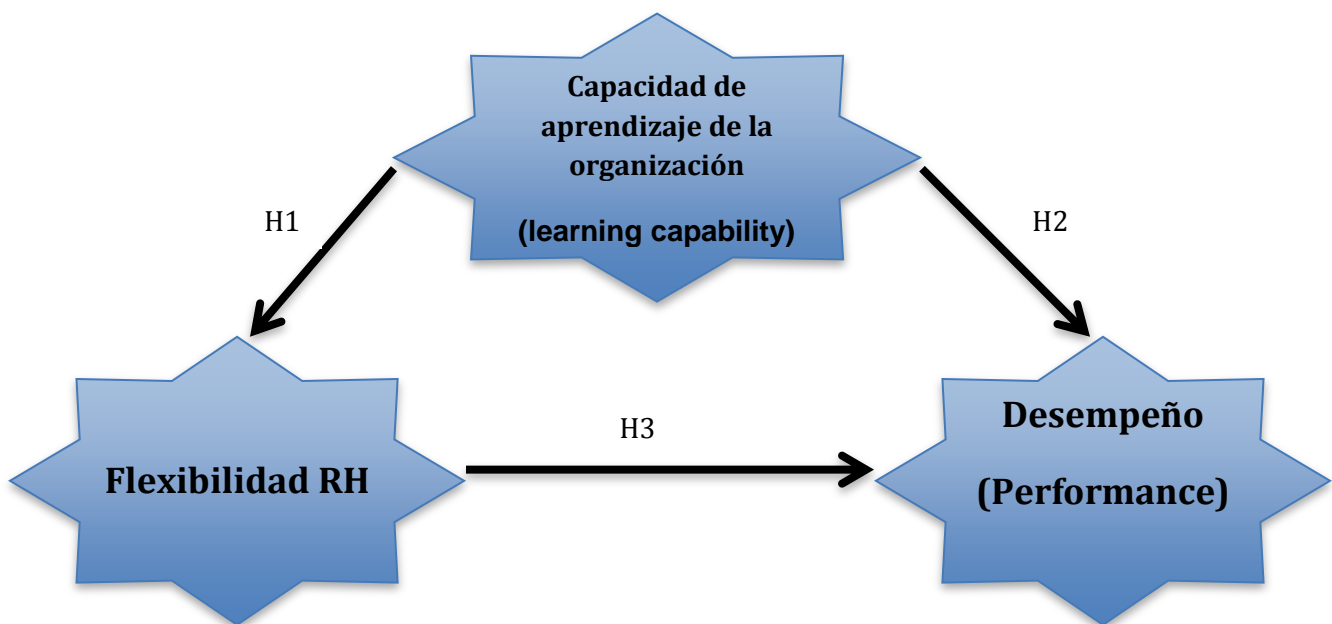 Capacidad de
aprendizaje de la
organización
(learning capability)
H1
H2
H3
Flexibilidad RH
Desempeño
(Performance)